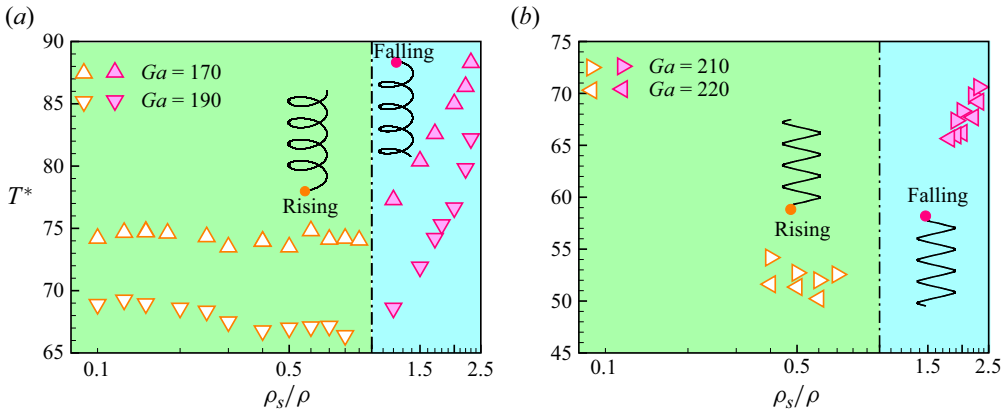 (a)
90
85
80
75
70
65
T*
Ga = 170
Ga = 190
Rising
Falling
0.1
0.5
1.5
2.5
ρs/ρ
(b)
75
70
65
60
55
50
45
Ga = 210
Ga = 220
Rising
Falling
0.1
0.5
1.5
2.5
ρs/ρ